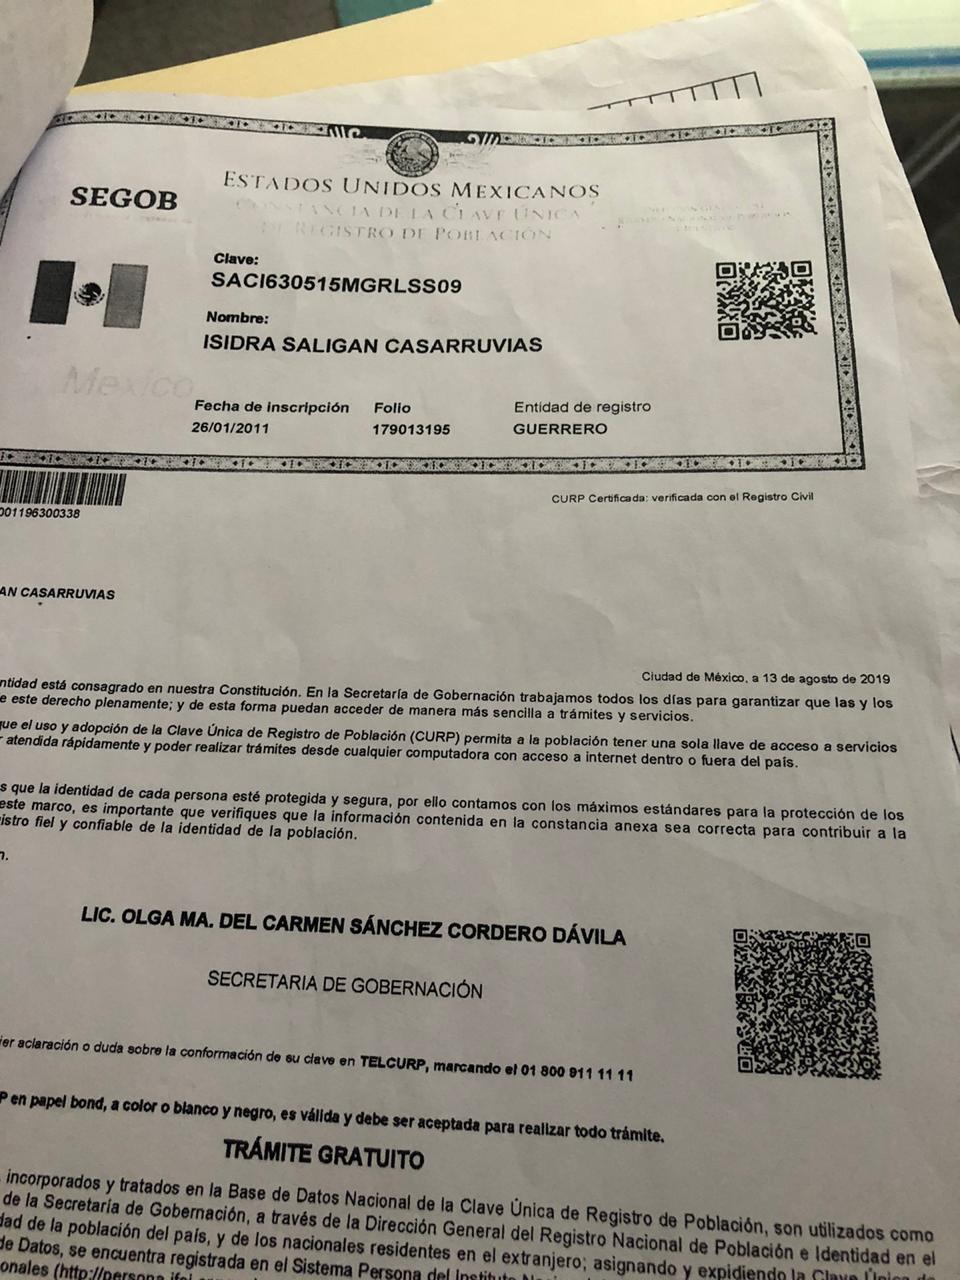 SEGOB
ESTADOS UNIDOS MEXICANOS
CONSTANCIA DE LA CLAVE ÚNICA
DE REGISTRO DE POBLACIÓN
Clave:
SACI630515MGRLSS09
Nombre:
ISIDRA SALIGAN CASARRUVIAS
México
Fecha de inscripción Folio Entidad de registro
26/01/2011 179013195 GUERRERO
001196300338
CURP Certificada: verificada con el Registro Civil
AN CASARRUVIAS
Ciudad de México, a 13 de agosto de 2019
ntidad está consagrado en nuestra Constitución. En la Secretaría de Gobernación trabajamos todos los días para garantizar que las y los
e este derecho plenamente; y de esta forma puedan acceder de manera más sencilla a trámites y servicios.
que el uso y adopción de la Clave Única de Registro de Población (CURP) permita a la población tener una sola llave de acceso a servicios
r atendida rápidamente y poder realizar trámites desde cualquier computadora con acceso a internet dentro o fuera del país.
s que la identidad de cada persona esté protegida y segura, por ello contamos con los máximos estándares para la protección de los
este marco, es importante que verifiques que la información contenida en la constancia anexa sea correcta para contribuir a la
istro fiel y confiable de la identidad de la población.
n.
LIC. OLGA MA. DEL CARMEN SÁNCHEZ CORDERO DÁVILA
SECRETARIA DE GOBERNACIÓN
ier aclaración o duda sobre la conformación de su clave en TELCURP, marcando el 01 800 911 11 11
P en papel bond, a color o blanco y negro, es válida y debe ser aceptada para realizar todo trámite.
TRÁMITE GRATUITO
incorporados y tratados en la Base de Datos Nacional de la Clave Única de Registro de Población, son utilizados como
de la Secretaría de Gobernación, a través de la Dirección General del Registro Nacional de Población e Identidad en el
dad de la población del país, y de los nacionales residentes en el extranjero; asignando y expidiendo la Clave Única de
de Datos, se encuentra registrada en el Sistema Persona del Instituto
onales (http://persona.ifai